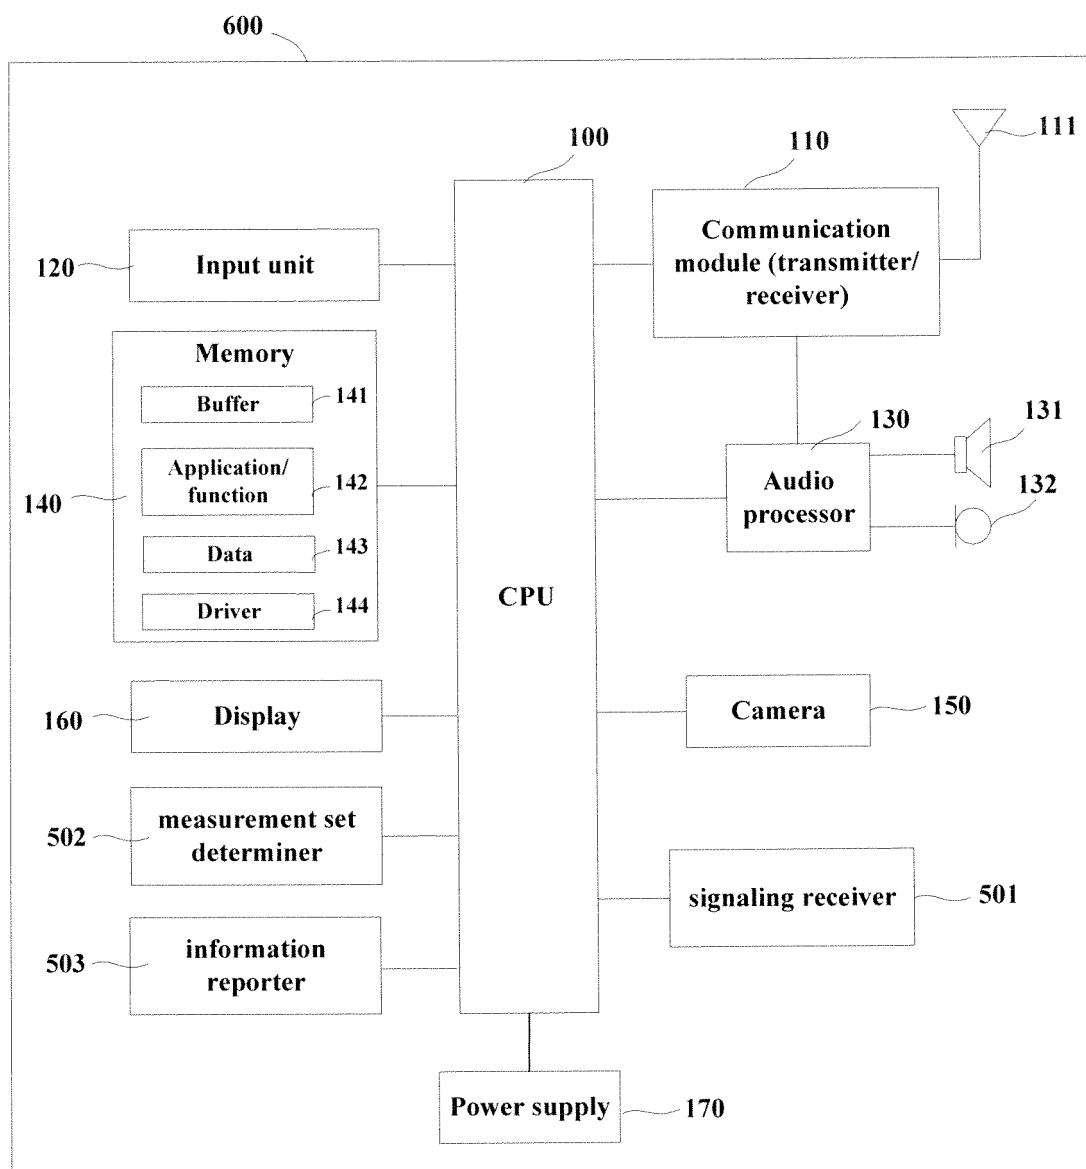 600
100
110
111
Communication
module (transmitter/
receiver)
120
Input unit
Memory
Buffer
141
Application/
function
142
140
Data
143
Driver
144
130
131
Audio
processor
132
CPU
160
Display
Camera
150
502
measurement set
determiner
signaling receiver
501
503
information
reporter
Power supply
170